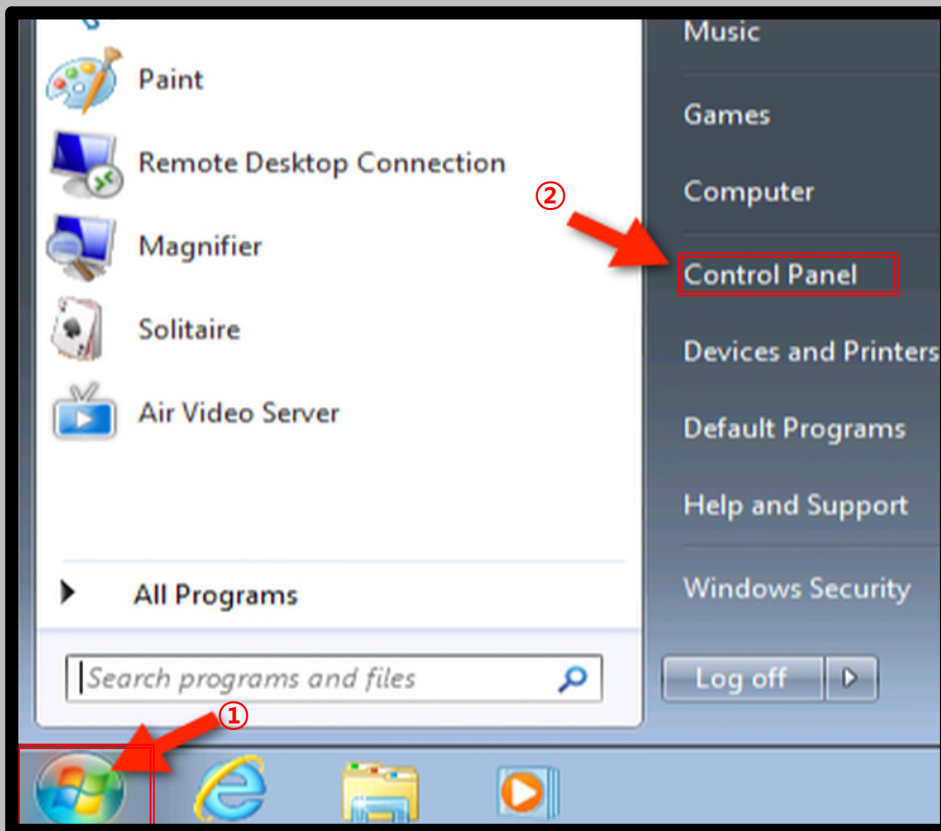 Paint
Remote Desktop Connection
Magnifier
Solitaire
Air Video Server
All Programs
Search programs and files
①
Music
Games
②
Computer
Control Panel
Devices and Printers
Default Programs
Help and Support
Windows Security
Log off